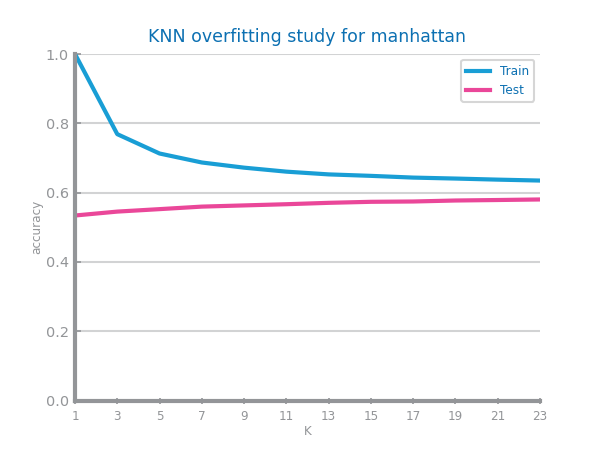 KNN overfitting study for manhattan
Train
Test
1.0
0.8
0.6
0.4
0.2
0.0
accuracy
1 3 5 7 9 11 13 15 17 19 21 23
K